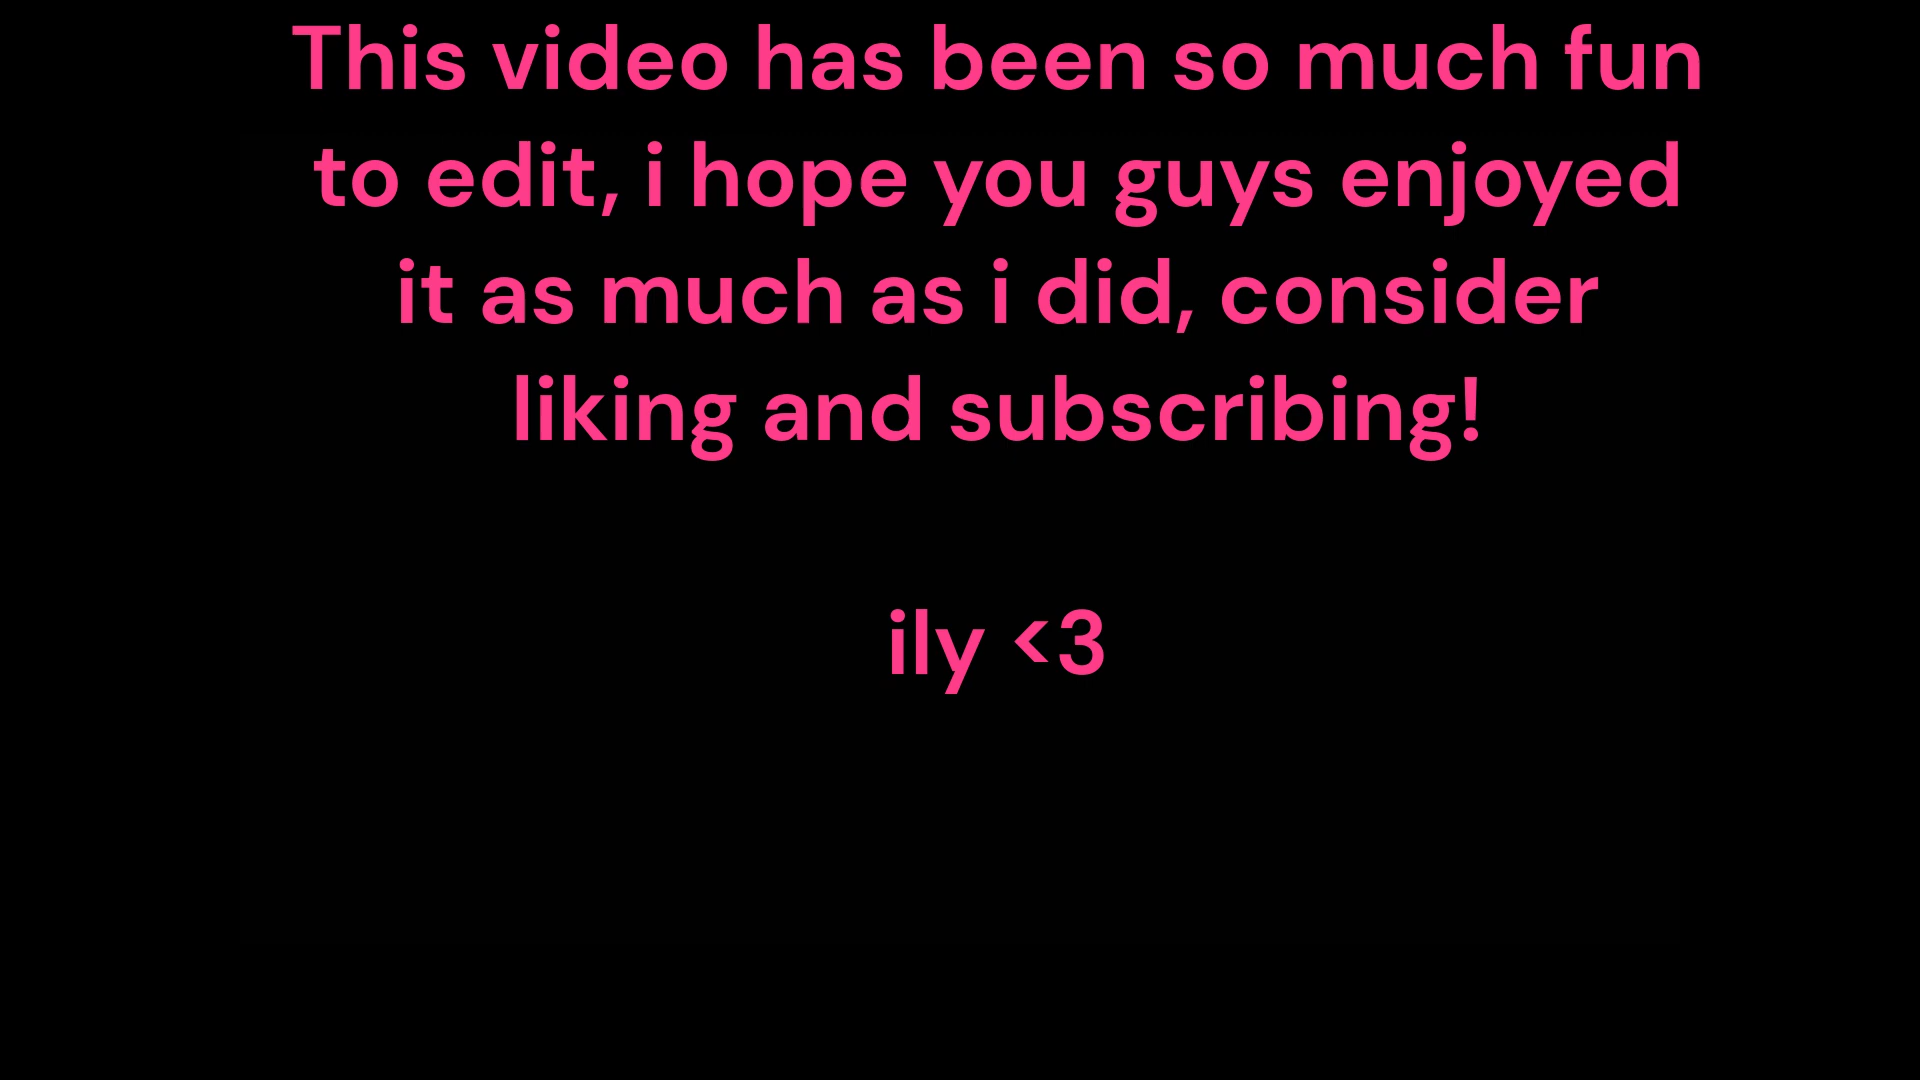 This video has been so much fun
to edit, i hope you guys enjoyed
it as much as i did, consider
liking and subscribing!
ily <3